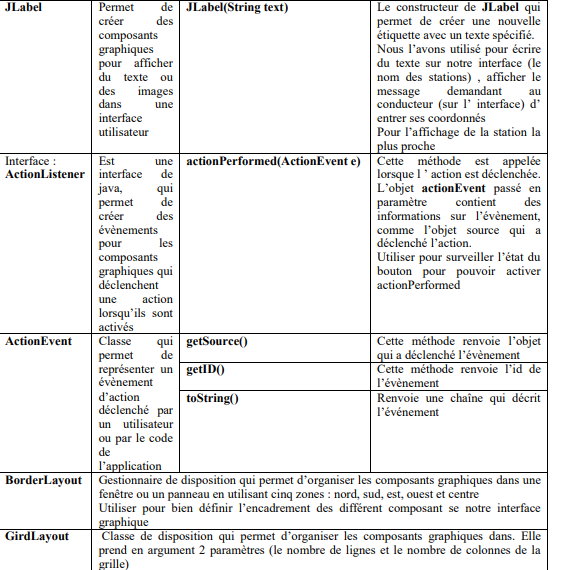 JLabel
Permet de
créer des
composants
graphiques
pour afficher
du texte ou
des images
dans une
interface
utilisateur
JLabel(String text)
Le constructeur de JLabel qui
permet de créer une nouvelle
étiquette avec un texte spécifié.
Nous l'avons utilisé pour écrire
du texte sur notre interface (le
nom des stations) , afficher le
message demandant au
conducteur (sur l' interface) d'
entrer ses coordonnés
Pour l'affichage de la station la
plus proche
Interface :
ActionListener
Est une
interface de
java, qui
permet de
créer des
évènements
pour les
composants
graphiques qui
déclenchent
une action
lorsqu'ils sont
activés
actionPerformed(ActionEvent e)
Cette méthode est appelée
lorsque l ' action est déclenchée.
L'objet actionEvent passé en
paramètre contient des
informations sur l'évènement,
comme l'objet source qui a
déclenché l'action.
Utiliser pour surveiller l'état du
bouton pour pouvoir activer
actionPerformed
ActionEvent
Classe qui
permet de
représenter un
évènement
d'action
déclenché par
un utilisateur
ou par le code
de
l'application
getSource()
Cette méthode renvoie l'objet
qui a déclenché l'évènement
getID()
Cette méthode renvoie l'id de
l'évènement
toString()
Renvoie une chaîne qui décrit
l'événement
BorderLayout
Gestionnaire de disposition qui permet d'organiser les composants graphiques dans une
fenêtre ou un panneau en utilisant cinq zones : nord, sud, est, ouest et centre
Utiliser pour bien définir l'encadrement des différent composant se notre interface
graphique
GirdLayout
Classe de disposition qui permet d'organiser les composants graphiques dans. Elle
prend en argument 2 paramètres (le nombre de lignes et le nombre de colonnes de la
grille)